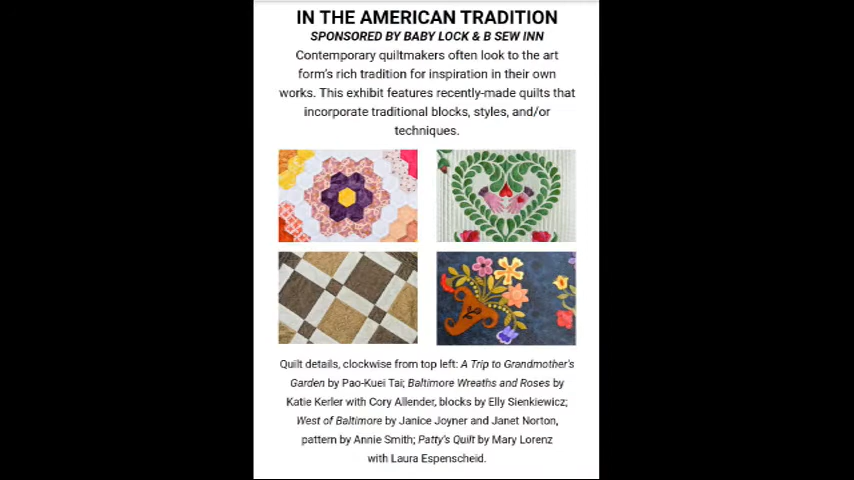 IN THE AMERICAN TRADITION
SPONSORED BY BABY LOCK & B SEW INN
Contemporary quiltmakers often look to the art
form's rich tradition for inspiration in their own
works. This exhibit features recently-made quilts that
incorporate traditional blocks, styles, and/or
techniques.
Quilt details, clockwise from top left: A Trip to Grandmother's
Garden by Pao-Kuei Tai; Baltimore Wreaths and Roses by
Katie Kerler with Cory Allender, blocks by Elly Sienkiewicz;
West of Baltimore by Janice Joyner and Janet Norton,
pattern by Annie Smith; Patty's Quilt by Mary Lorenz
with Laura Espenscheid.